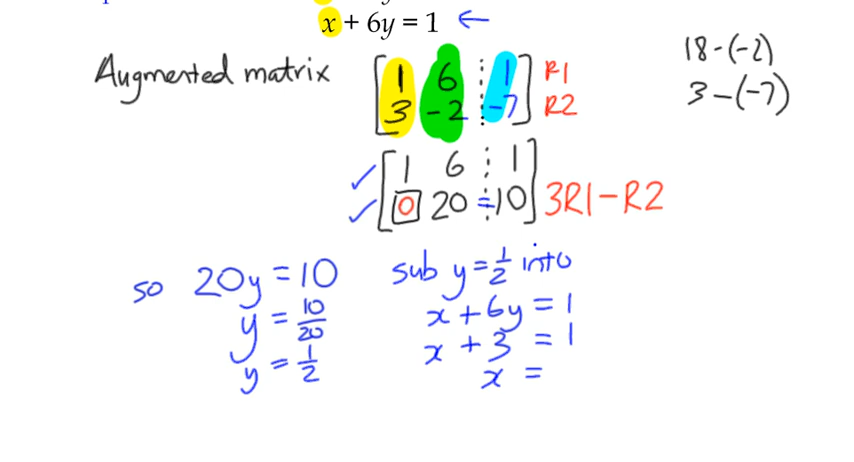 x + 6y = 1 ←
Augmented matrix [1 6 ⋮ 1] R1
[3 -2 ⋮ -7] R2
18-(-2)
3-(-7)
✓ [1 6 ⋮ 1]
✓ [0 20 = 10] 3R1-R2
so 20y = 10
y = 10/20
y = 1/2
sub y = 1/2 into
x + 6y = 1
x + 3 = 1
x =